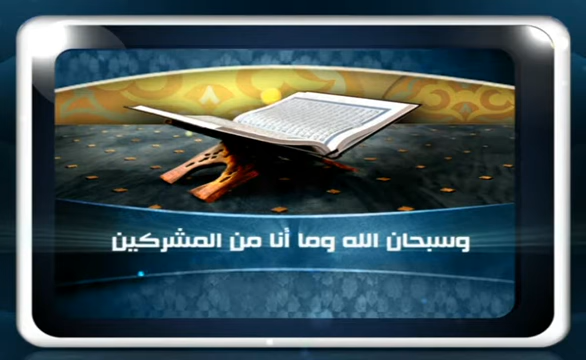 وسبحان الله وما أنا من المشركين